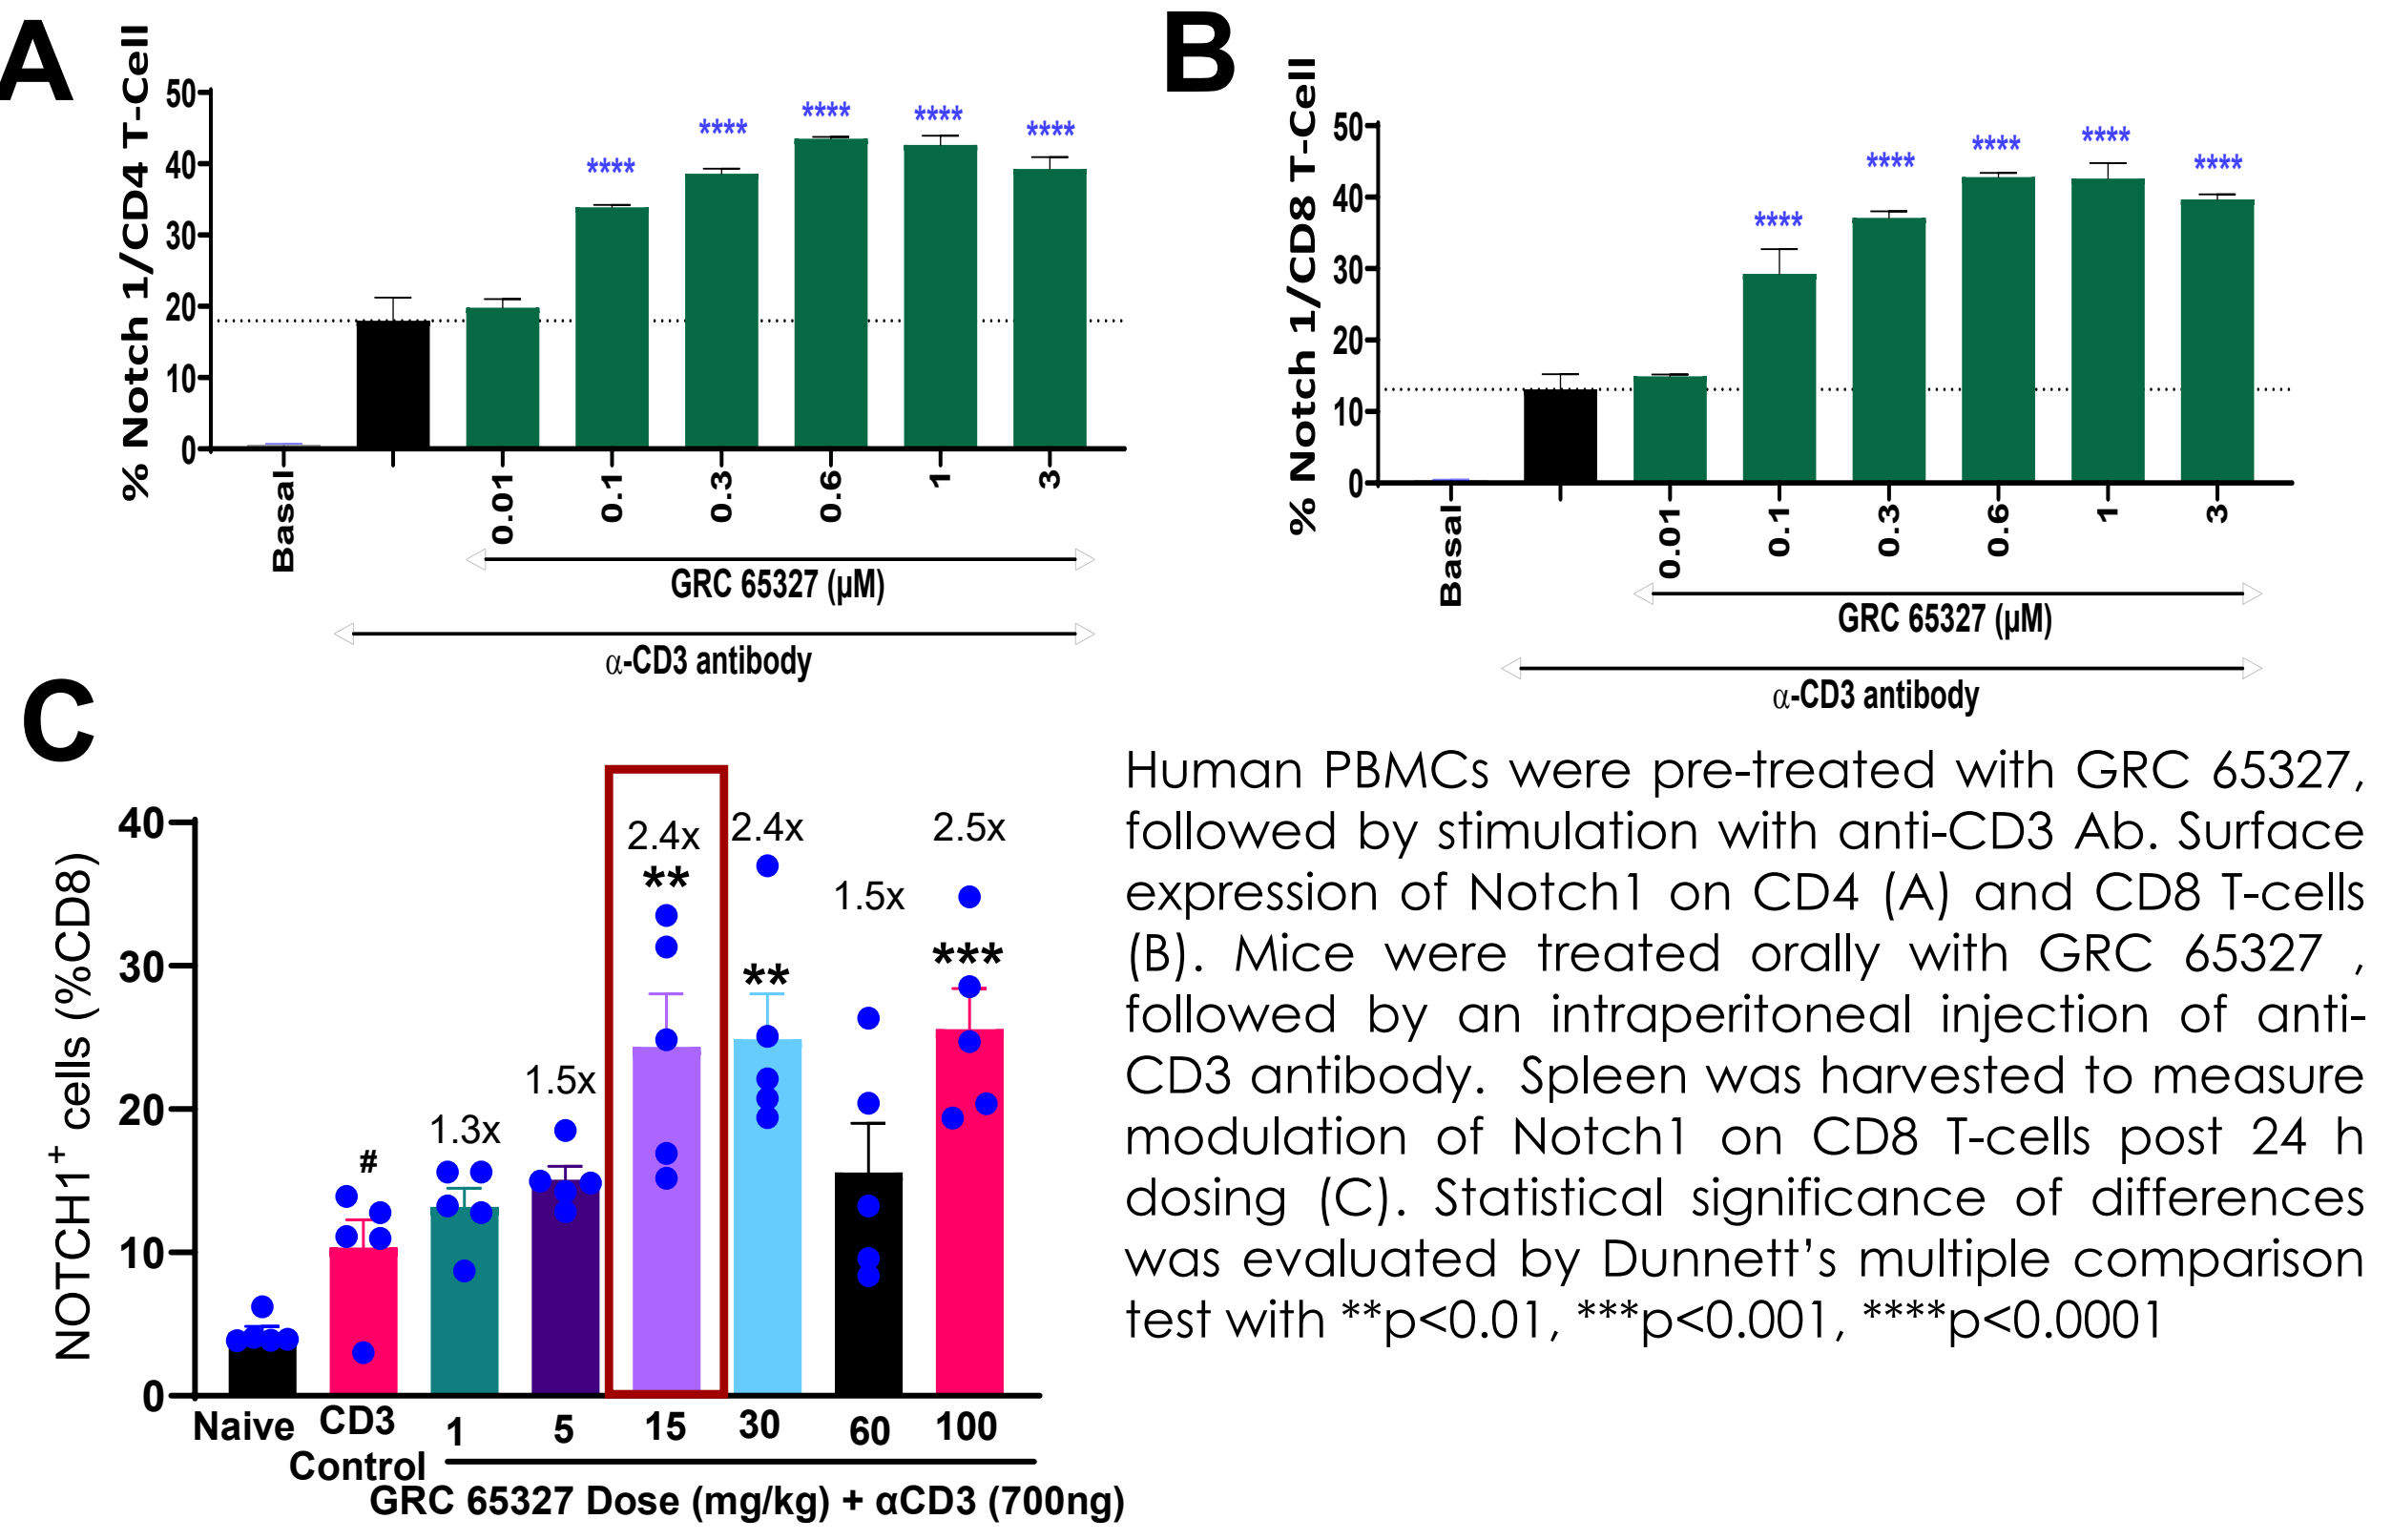 A
% Notch 1/CD4 T-Cell
50
40
30
20
10
0
****
****
****
****
****
Basal
0.01
0.1
0.3
0.6
1
3
GRC 65327 (µM)
α-CD3 antibody
B
% Notch 1/CD8 T-Cell
50
40
30
20
10
0
****
****
****
****
****
Basal
0.01
0.1
0.3
0.6
1
3
GRC 65327 (µM)
α-CD3 antibody
C
NOTCH1+ cells (%CD8)
40
30
20
10
0
#
1.3x
1.5x
2.4x
**
2.4x
**
1.5x
2.5x
***
Naive
CD3
Control
1
5
15
30
60
100
GRC 65327 Dose (mg/kg) + αCD3 (700ng)
Human PBMCs were pre-treated with GRC 65327,
followed by stimulation with anti-CD3 Ab. Surface
expression of Notch1 on CD4 (A) and CD8 T-cells
(B). Mice were treated orally with GRC 65327 ,
followed by an intraperitoneal injection of anti-
CD3 antibody. Spleen was harvested to measure
modulation of Notch1 on CD8 T-cells post 24 h
dosing (C). Statistical significance of differences
was evaluated by Dunnett’s multiple comparison
test with **p<0.01, ***p<0.001, ****p<0.0001